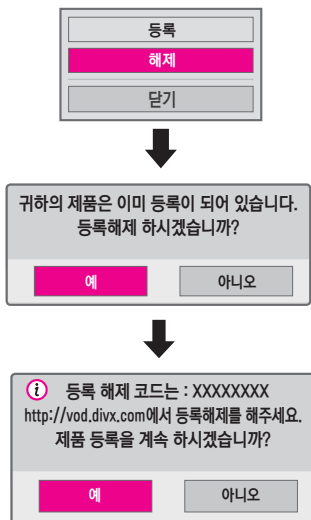 등록
해제
닫기
귀하의 제품은 이미 등록이 되어 있습니다.
등록해제 하시겠습니까?
예
아니오
등록 해제 코드는 : XXXXXXXX
http://vod.divx.com에서 등록해제를 해주세요.
제품 등록을 계속 하시겠습니까?
예
아니오